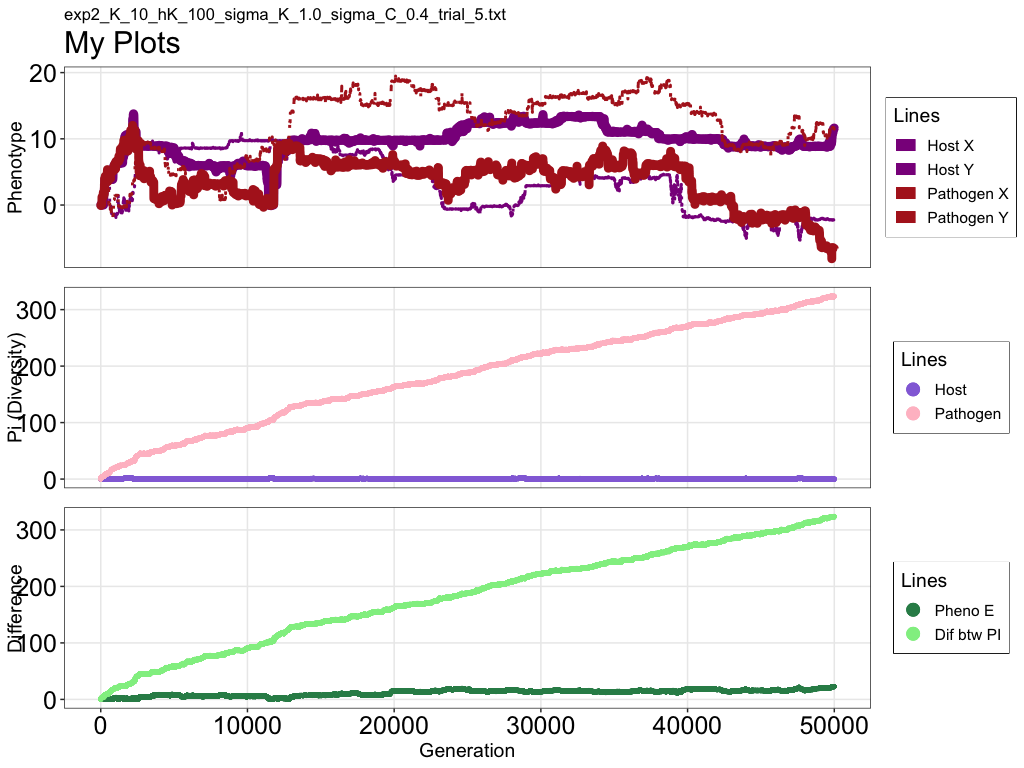 exp2_K_10_hK_100_sigma_K_1.0_sigma_C_0.4_trial_5.txt
My Plots
Phenotype
20
10
0
Lines
Host X
Host Y
Pathogen X
Pathogen Y
Pi (Diversity)
300
200
100
0
Lines
Host
Pathogen
Difference
300
200
100
0
Lines
Pheno E
Dif btw PI
0 10000 20000 30000 40000 50000
Generation